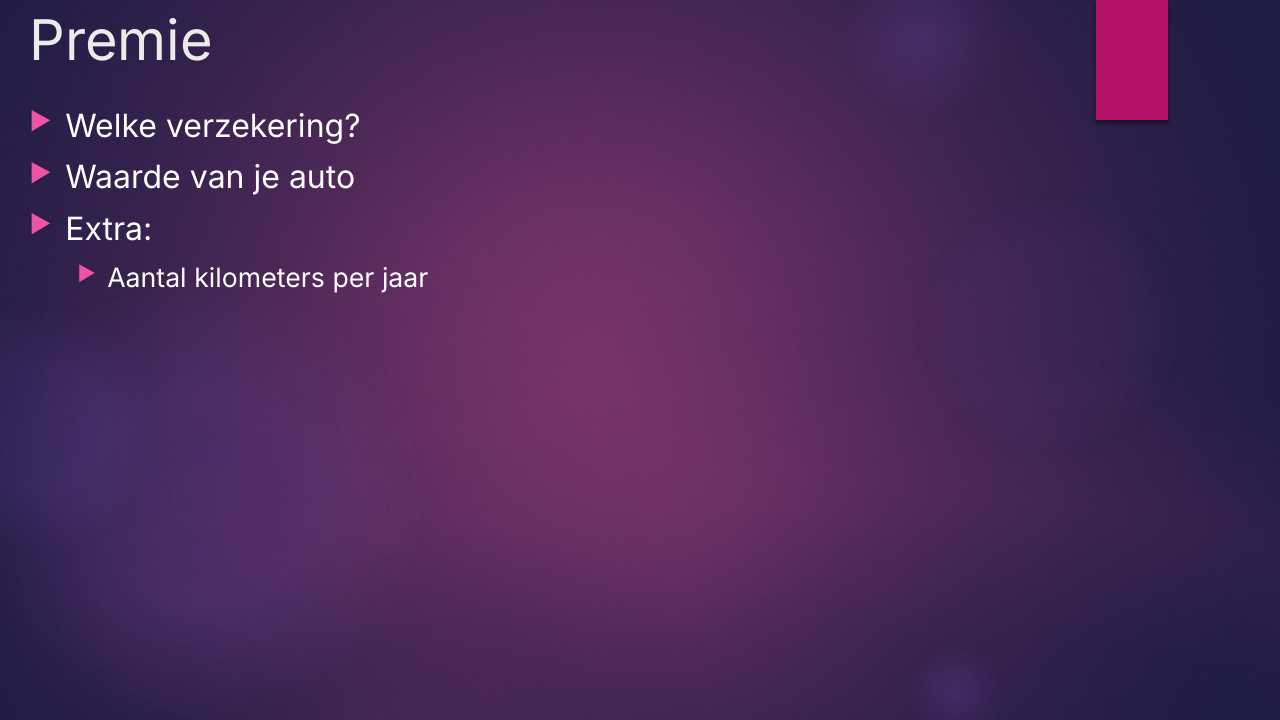 Premie
Welke verzekering?
Waarde van je auto
Extra:
Aantal kilometers per jaar